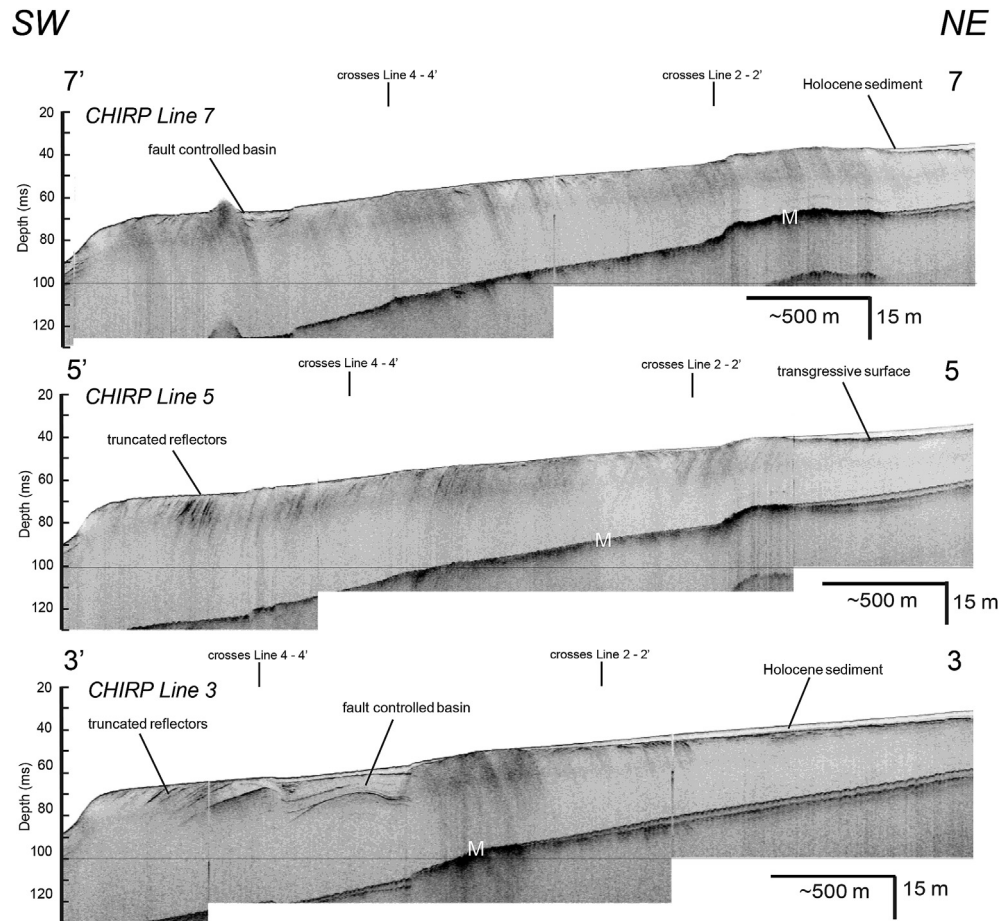 SW NE
7' crosses Line 4 - 4' crosses Line 2 - 2' 7
Holocene sediment
CHIRP Line 7
fault controlled basin
20
40
60
80
100
120
Depth (ms)
M
~500 m 15 m
5' crosses Line 4 - 4' crosses Line 2 - 2' 5
transgressive surface
CHIRP Line 5
truncated reflectors
20
40
60
80
100
120
Depth (ms)
M
~500 m 15 m
3' crosses Line 4 - 4' crosses Line 2 - 2' 3
Holocene sediment
CHIRP Line 3
fault controlled basin
truncated reflectors
20
40
60
80
100
120
Depth (ms)
M
~500 m 15 m